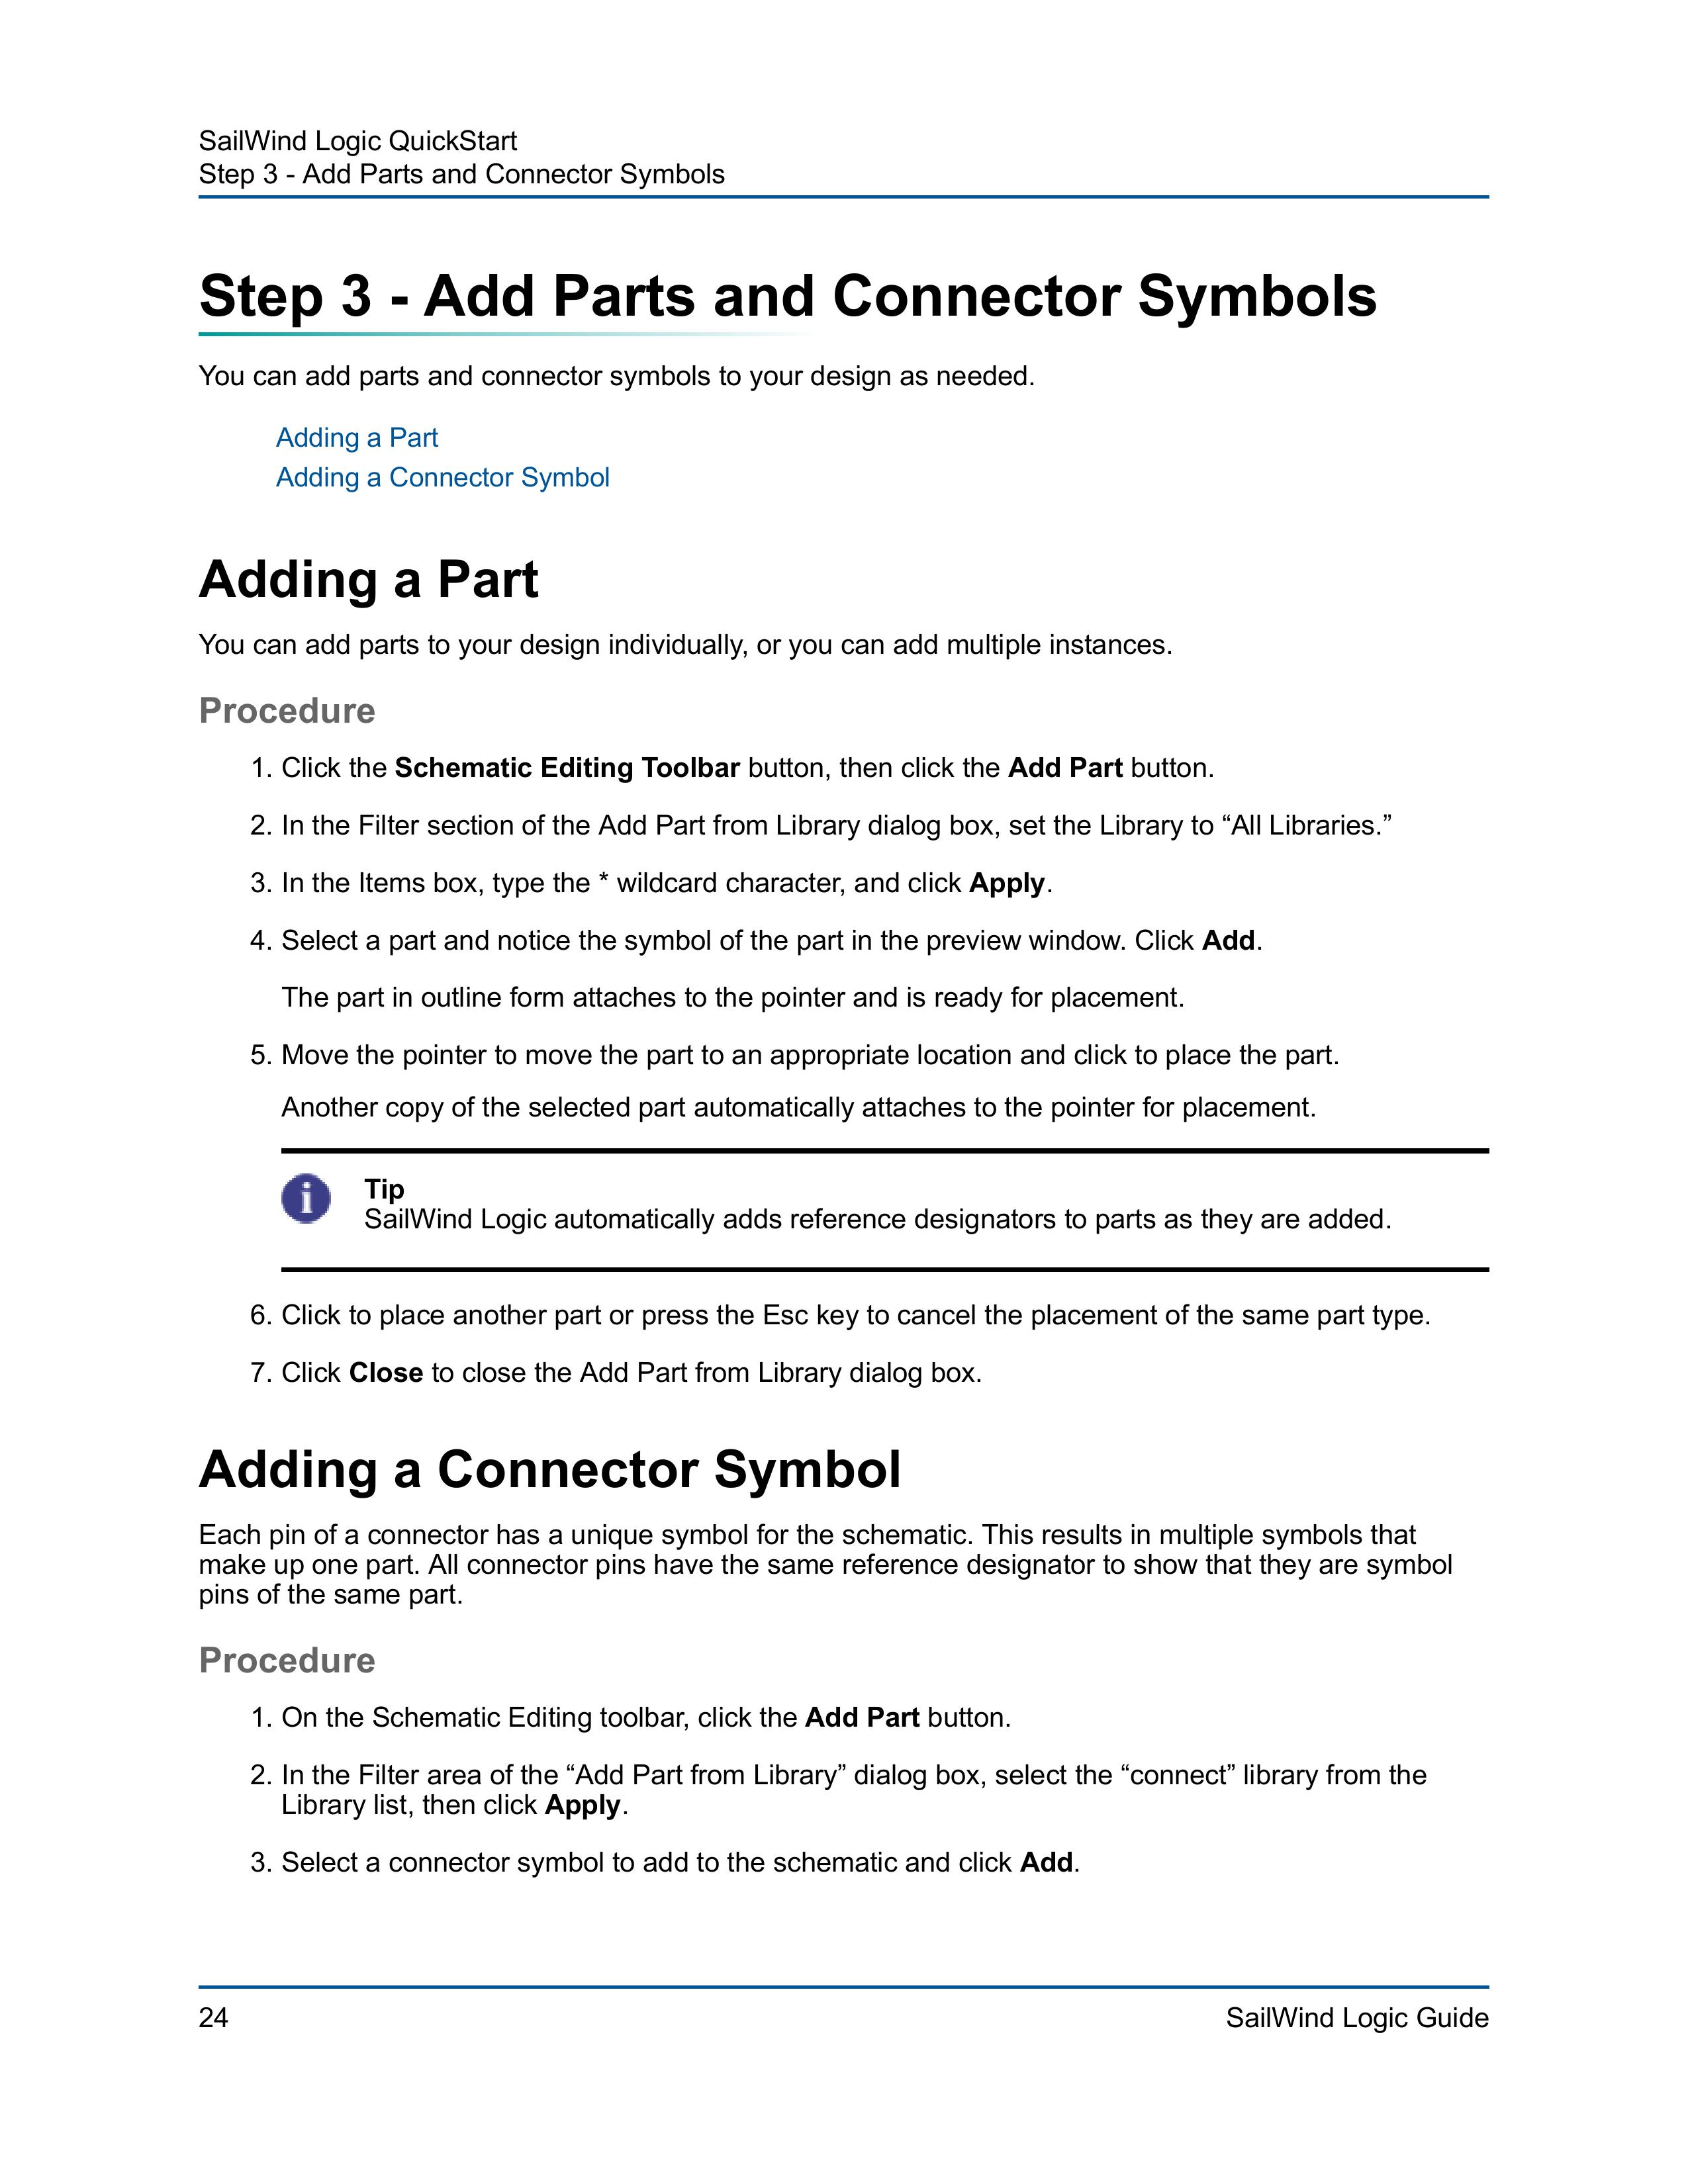 SailWind Logic QuickStart
Step 3 - Add Parts and Connector Symbols
Step 3 - Add Parts and Connector Symbols
You can add parts and connector symbols to your design as needed.
Adding a Part
Adding a Connector Symbol
Adding a Part
You can add parts to your design individually, or you can add multiple instances.
Procedure
1. Click the Schematic Editing Toolbar button, then click the Add Part button.
2. In the Filter section of the Add Part from Library dialog box, set the Library to “All Libraries.”
3. In the Items box, type the * wildcard character, and click Apply.
4. Select a part and notice the symbol of the part in the preview window. Click Add.
The part in outline form attaches to the pointer and is ready for placement.
5. Move the pointer to move the part to an appropriate location and click to place the part.
Another copy of the selected part automatically attaches to the pointer for placement.
i
Tip
SailWind Logic automatically adds reference designators to parts as they are added.
6. Click to place another part or press the Esc key to cancel the placement of the same part type.
7. Click Close to close the Add Part from Library dialog box.
Adding a Connector Symbol
Each pin of a connector has a unique symbol for the schematic. This results in multiple symbols that
make up one part. All connector pins have the same reference designator to show that they are symbol
pins of the same part.
Procedure
1. On the Schematic Editing toolbar, click the Add Part button.
2. In the Filter area of the “Add Part from Library” dialog box, select the “connect” library from the
Library list, then click Apply.
3. Select a connector symbol to add to the schematic and click Add.
24
SailWind Logic Guide